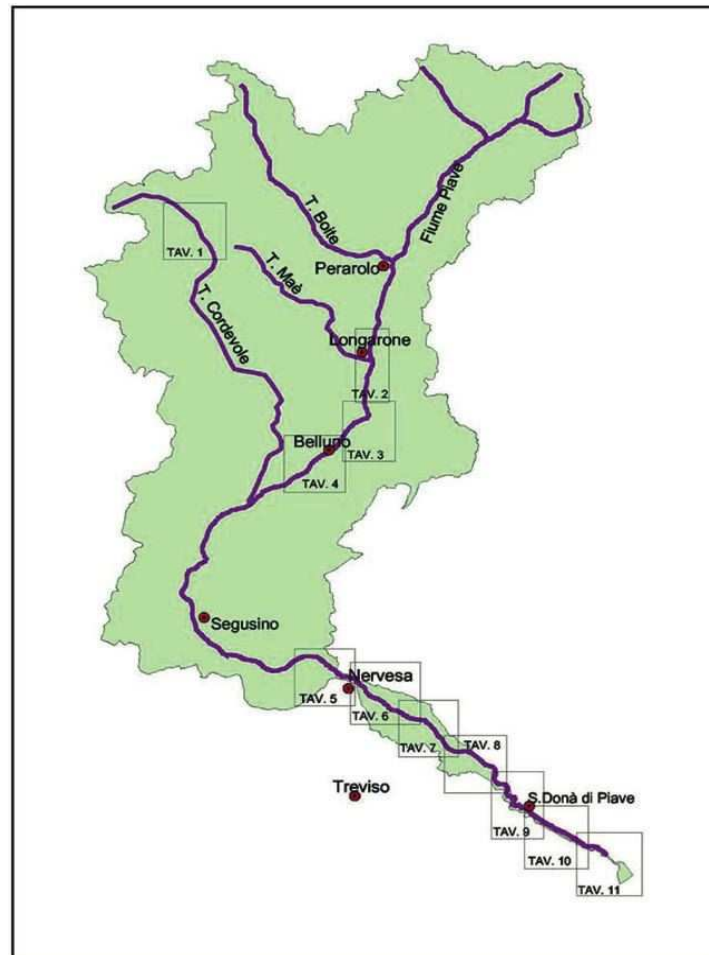 Fiume Piave
T. Boite
TAV. 1
T. Maè
Perarolo
T. Cordevole
Longarone
TAV. 2
Belluno
TAV. 3
TAV. 4
Segusino
Nervesa
TAV. 5
TAV. 6
TAV. 7
TAV. 8
Treviso
S.Donà di Piave
TAV. 9
TAV. 10
TAV. 11